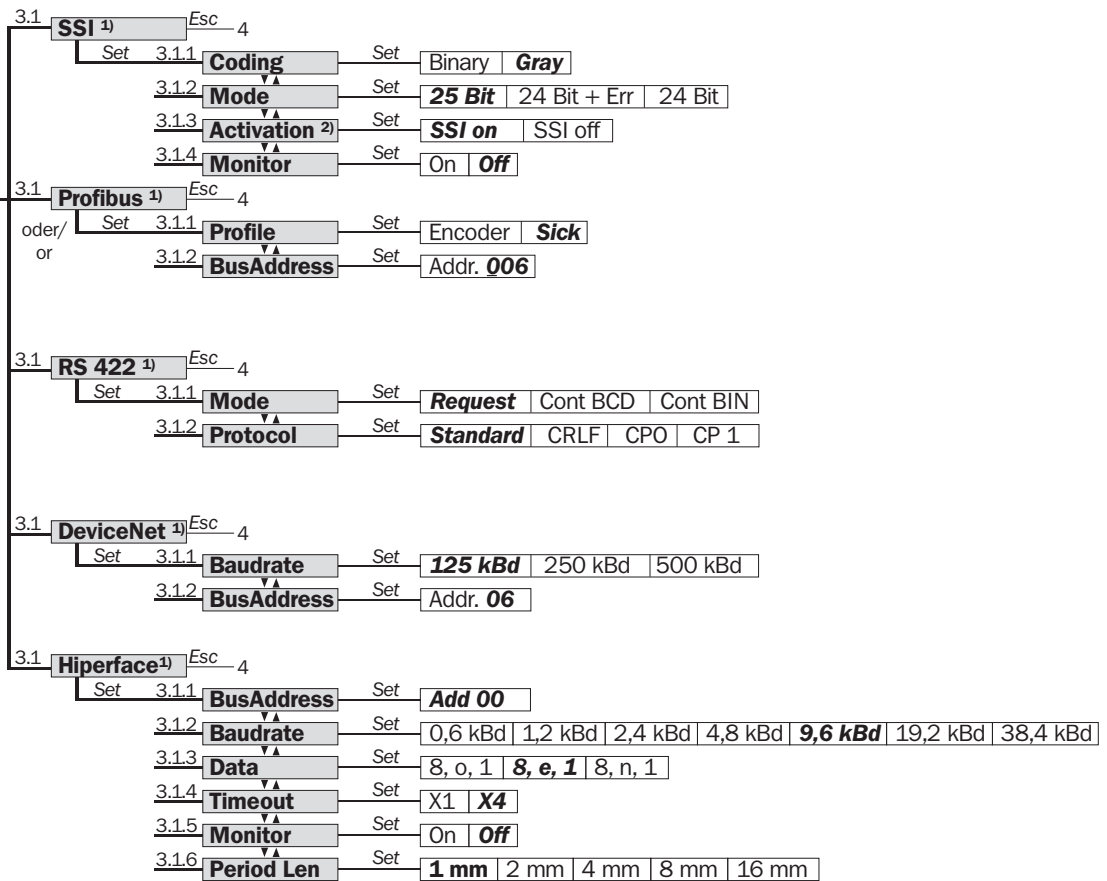 3.1 SSI 1) Esc 4
Set 3.1.1 Coding Set Binary Gray
3.1.2 Mode Set 25 Bit 24 Bit + Err 24 Bit
3.1.3 Activation 2) Set SSI on SSI off
3.1.4 Monitor Set On Off
3.1 Profibus 1) Esc 4
oder/
or
Set 3.1.1 Profile Set Encoder Sick
3.1.2 BusAddress Set Addr. 006
3.1 RS 422 1) Esc 4
Set 3.1.1 Mode Set Request Cont BCD Cont BIN
3.1.2 Protocol Set Standard CRLF CPO CP 1
3.1 DeviceNet 1) Esc 4
Set 3.1.1 Baudrate Set 125 kBd 250 kBd 500 kBd
3.1.2 BusAddress Set Addr. 06
3.1 Hiperface1) Esc 4
Set 3.1.1 BusAddress Set Add 00
3.1.2 Baudrate Set 0,6 kBd 1,2 kBd 2,4 kBd 4,8 kBd 9,6 kBd 19,2 kBd 38,4 kBd
3.1.3 Data Set 8, o, 1 8, e, 1 8, n, 1
3.1.4 Timeout Set X1 X4
3.1.5 Monitor Set On Off
3.1.6 Period Len Set 1 mm 2 mm 4 mm 8 mm 16 mm